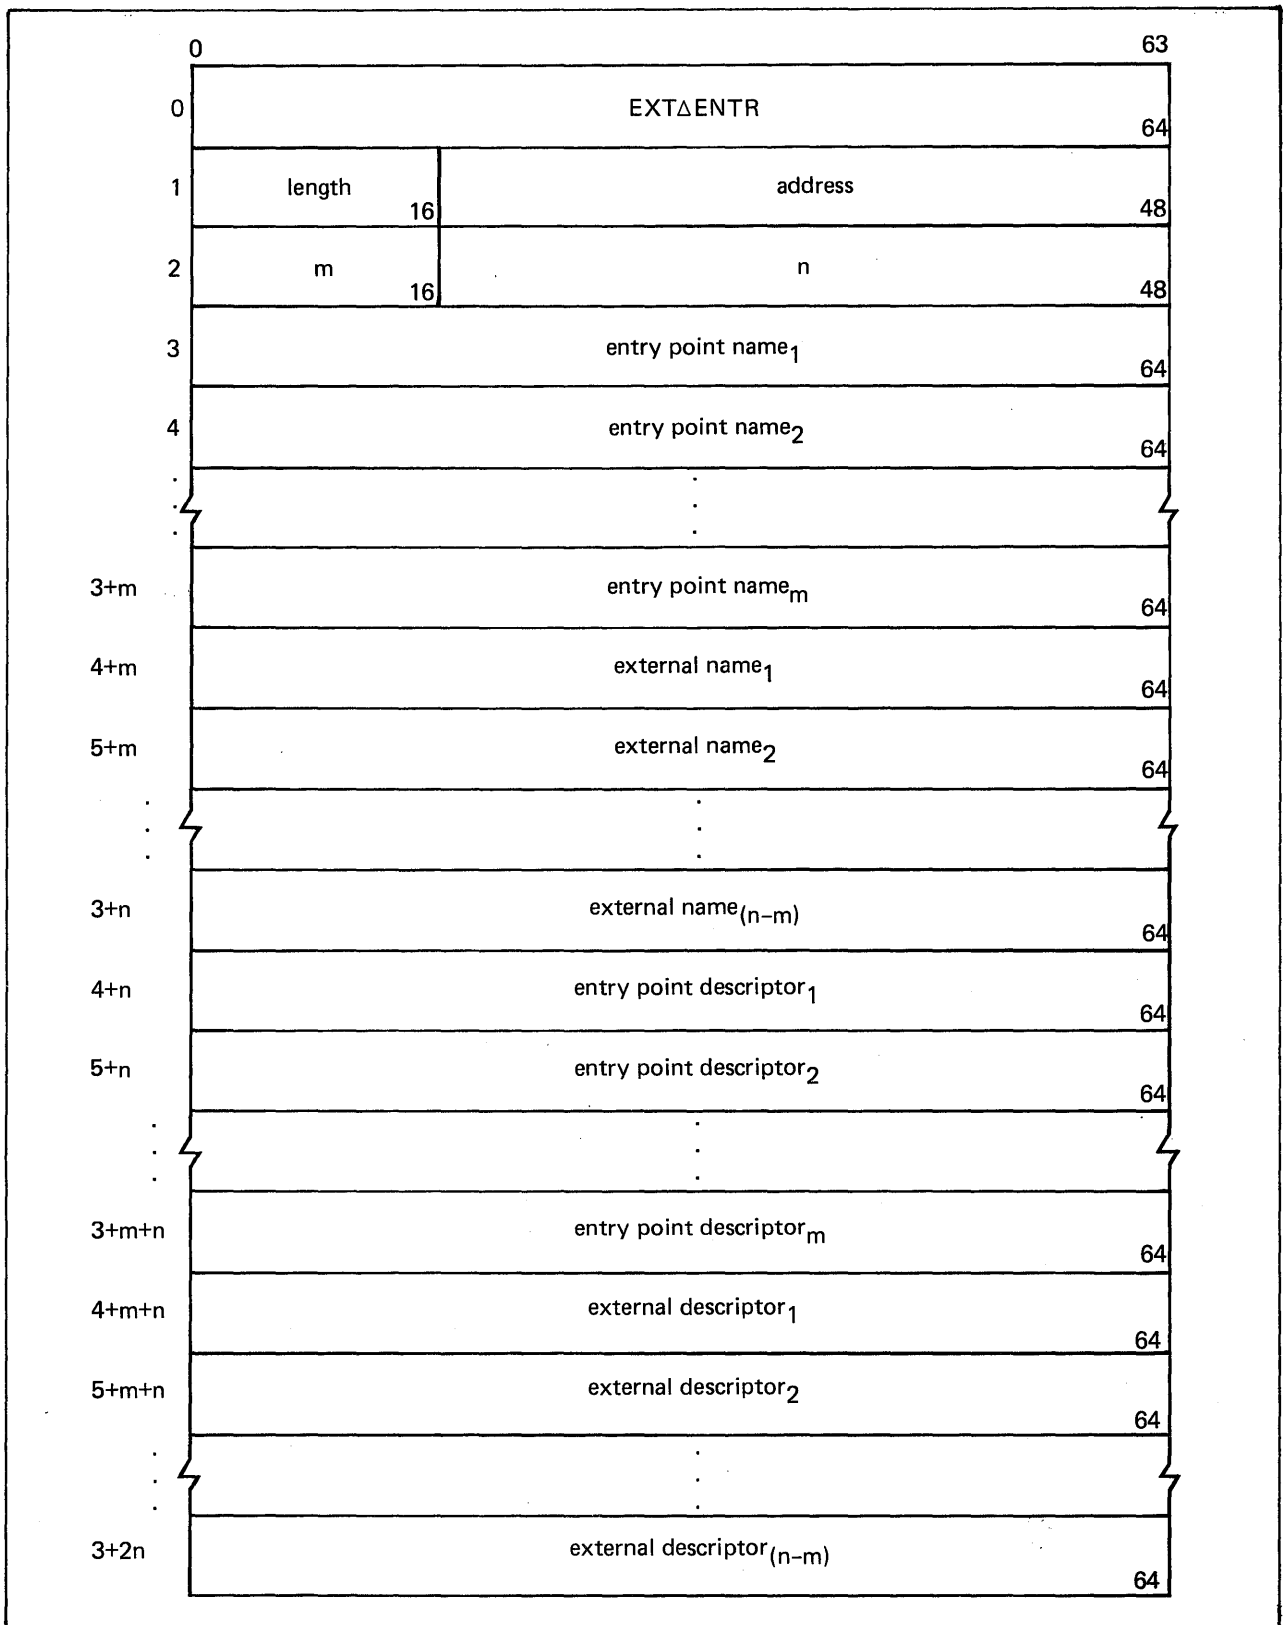 0 63
0 EXT∆ENTR 64
1 length 16 address 48
2 m 16 n 48
3 entry point name₁ 64
4 entry point name₂ 64
. .
. .
. .
3+m entry point nameₘ 64
4+m external name₁ 64
5+m external name₂ 64
. .
. .
. .
3+n external name₍ₙ₋ₘ₎ 64
4+n entry point descriptor₁ 64
5+n entry point descriptor₂ 64
. .
. .
. .
3+m+n entry point descriptorₘ 64
4+m+n external descriptor₁ 64
5+m+n external descriptor₂ 64
. .
. .
. .
3+2n external descriptor₍ₙ₋ₘ₎ 64